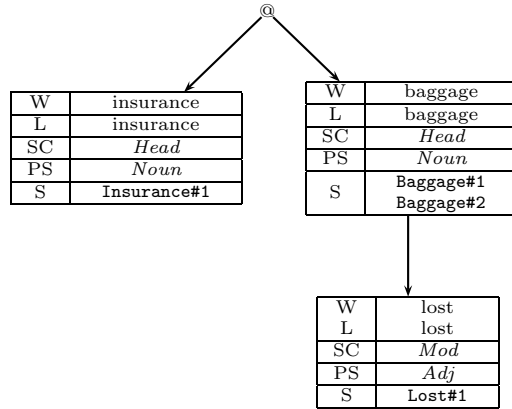 @
W insurance
L insurance
SC Head
PS Noun
S Insurance#1
W baggage
L baggage
SC Head
PS Noun
S Baggage#1
Baggage#2
W lost
L lost
SC Mod
PS Adj
S Lost#1